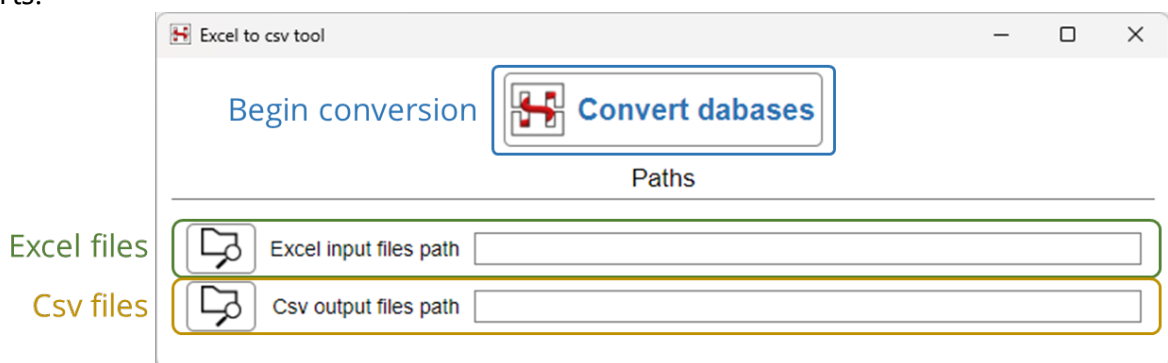 rts.
Excel to csv tool
Begin conversion
Convert dabases
Paths
Excel files
Excel input files path
Csv files
Csv output files path